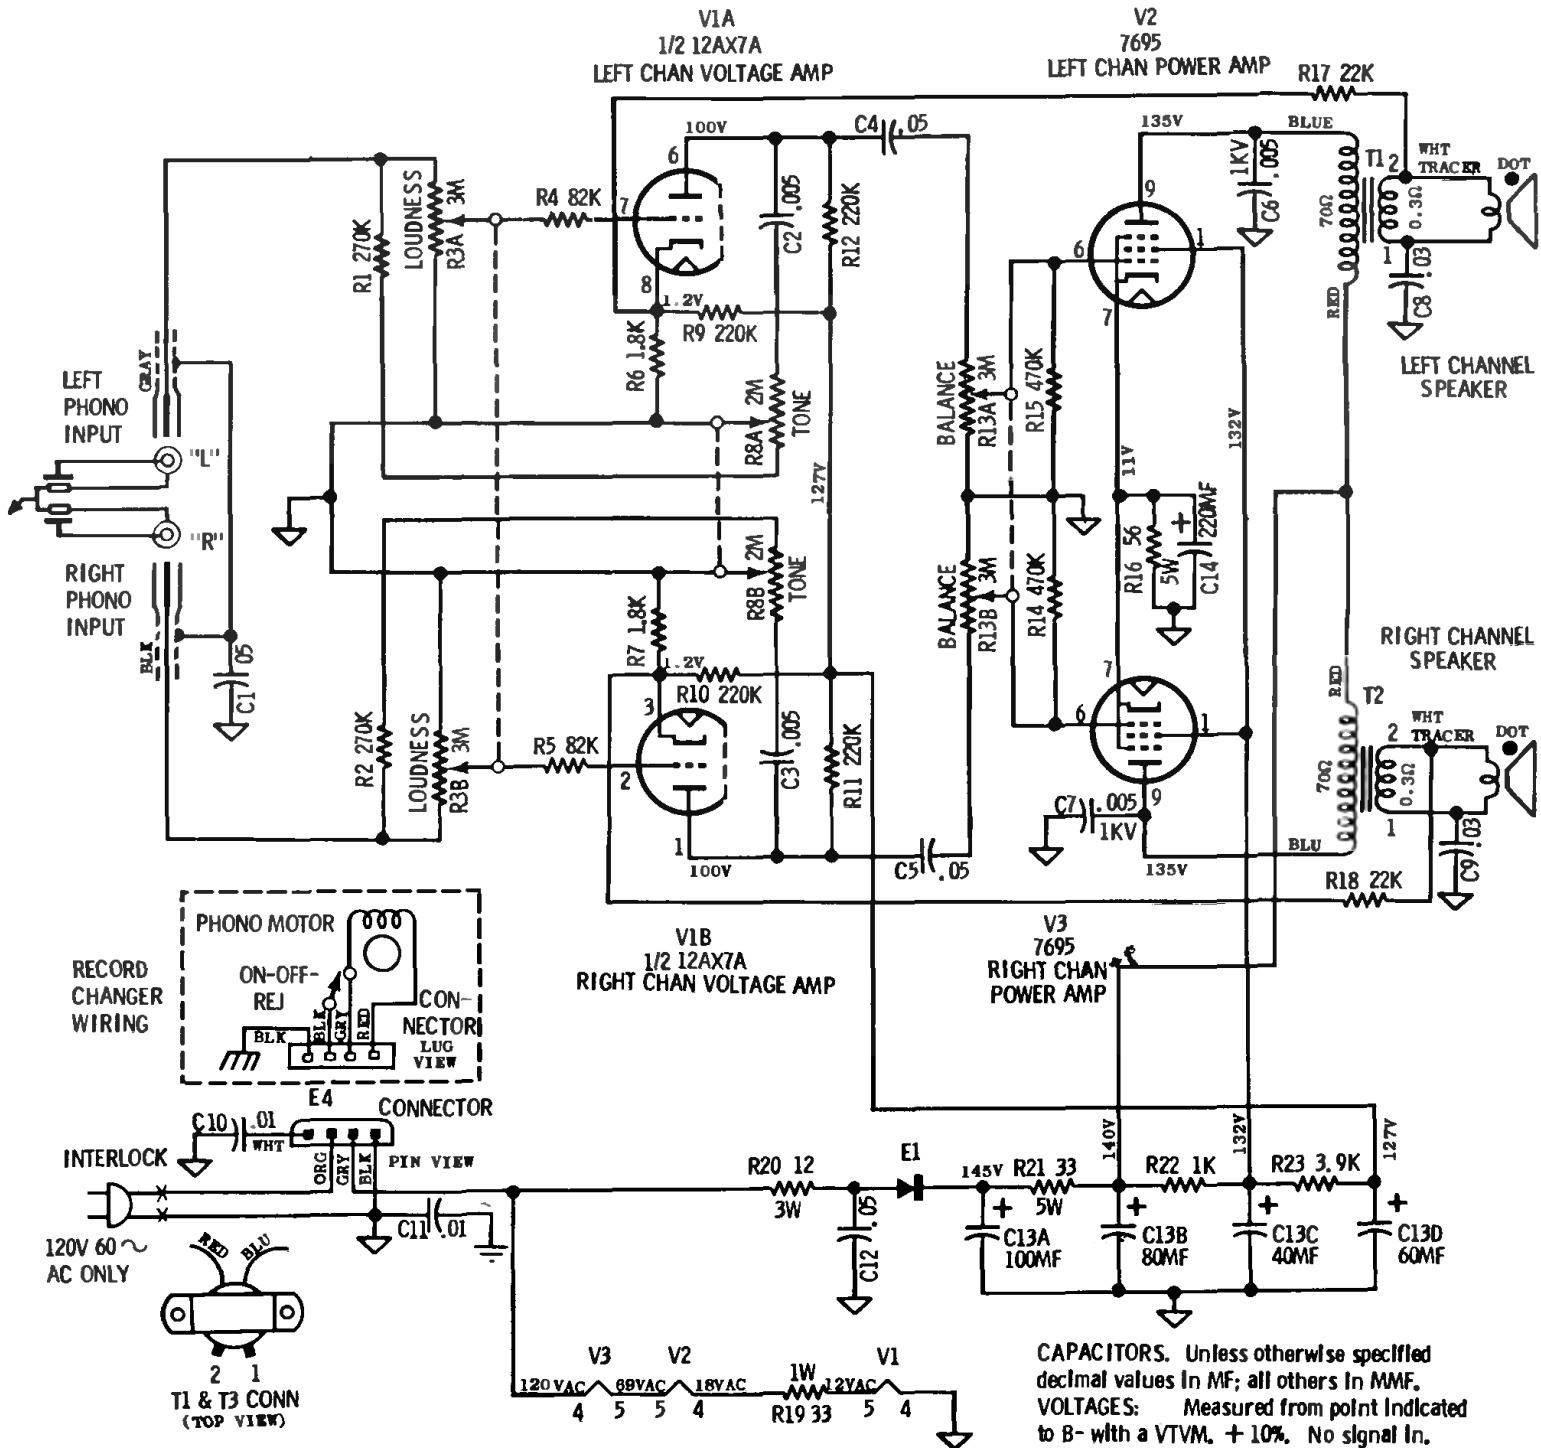 V1A
1/2 12AX7A
LEFT CHAN VOLTAGE AMP
V2
7695
LEFT CHAN POWER AMP
R17 22K
100V
C4 .05
135V
BLUE
1KV
.005
C6
T1
2
WHT
TRACER
DOT
70Ω
0.3Ω
1
C8 .03
RED
LEFT CHANNEL
SPEAKER
LOUDNESS
R3A 3M
R1 270K
R4 82K
6
7
8
1.2V
R9 220K
R6 1.8K
C2 .005
R12 220K
9
6
1
7
GRAY
LEFT
PHONO
INPUT
"L"
"R"
RIGHT
PHONO
INPUT
BLK
.05
C1
R8A 2M
TONE
127V
BALANCE
R13A 3M
R15 470K
11V
132V
R16 56
5W
+
C14 220MF
R8B 2M
TONE
BALANCE
R13B 3M
R14 470K
R7 1.8K
1.2V
R10 220K
3
2
1
100V
R2 270K
LOUDNESS
R3B 3M
R5 82K
C3 .005
R11 220K
C5 .05
7
6
1
9
C7 .005
1KV
135V
BLU
RIGHT CHANNEL
SPEAKER
RED
T2
WHT
2
TRACER
DOT
70Ω
0.3Ω
1
C9 .03
R18 22K
V1B
1/2 12AX7A
RIGHT CHAN VOLTAGE AMP
V3
7695
RIGHT CHAN
POWER AMP
RECORD
CHANGER
WIRING
PHONO MOTOR
ON-OFF-
REJ
BLK
BLK
GRY
RED
CON-
NECTOR
LUG
VIEW
E4
CONNECTOR
C10 .01
WHT
PIN VIEW
ORG
GRY
BLK
INTERLOCK
120V 60 ~
AC ONLY
C11 .01
RED
BLU
2 1
T1 & T3 CONN
(TOP VIEW)
R20 12
3W
C12 .05
E1
145V
R21 33
5W
140V
R22 1K
132V
R23 3.9K
127V
+
C13A
100MF
+
C13B
80MF
+
C13C
40MF
+
C13D
60MF
V3
V2
1W
V1
120 VAC
69VAC
18VAC
12VAC
4 5 5 4
R19 33
5 4
CAPACITORS. Unless otherwise specified
decimal values in MF; all others in MMF.
VOLTAGES: Measured from point indicated
to B- with a VTVM. + 10%. No signal in.